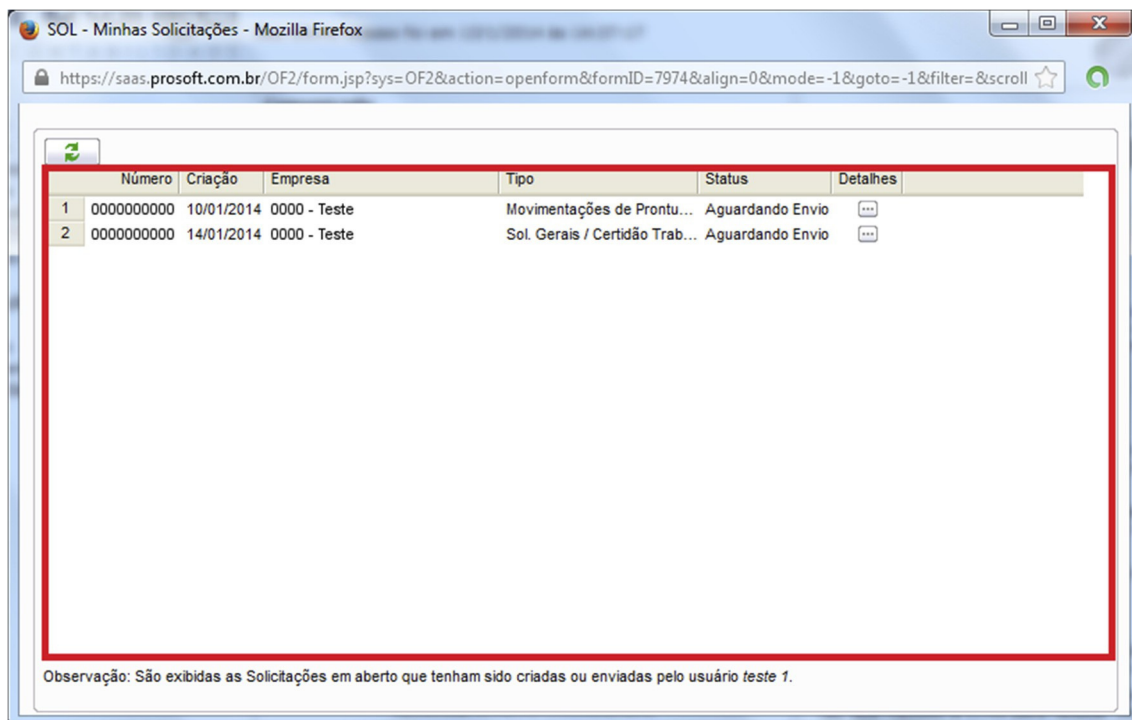 SOL - Minhas Solicitações - Mozilla Firefox
https://saas.prosoft.com.br/OF2/form.jsp?sys=OF2&action=openform&formID=7974&align=0&mode=-1&goto=-1&filter=&scroll
Número Criação Empresa Tipo Status Detalhes
1 0000000000 10/01/2014 0000 - Teste Movimentações de Prontu... Aguardando Envio ...
2 0000000000 14/01/2014 0000 - Teste Sol. Gerais / Certidão Trab... Aguardando Envio ...
Observação: São exibidas as Solicitações em aberto que tenham sido criadas ou enviadas pelo usuário teste 1.